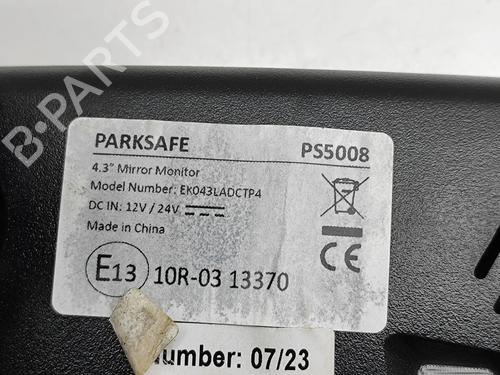 B-PARTS
PARKSAFE PS5008
4.3" Mirror Monitor
Model Number: EK043LADCTP4
DC IN: 12V / 24V
Made in China
CE
E13 10R-03 13370
umber: 07/23